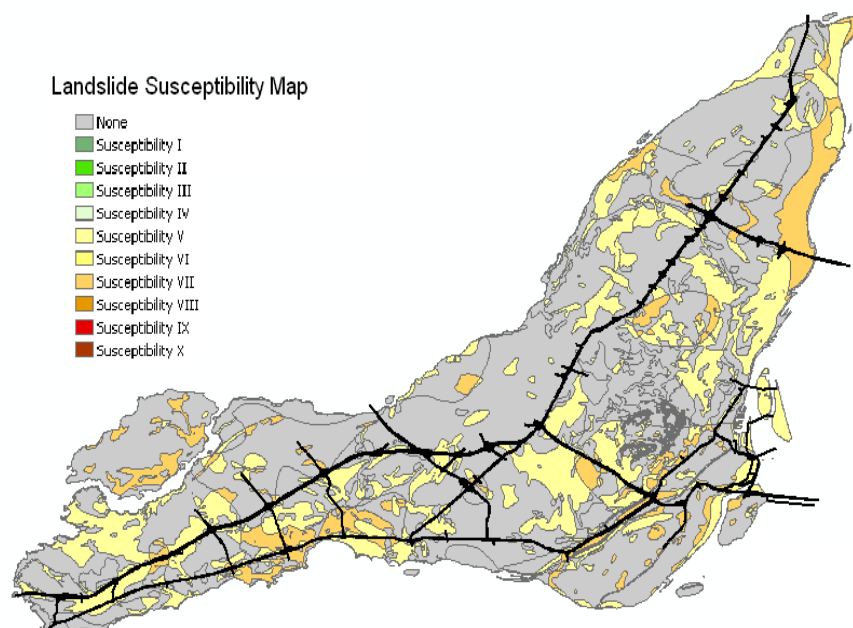 Landslide Susceptibility Map
None
Susceptibility I
Susceptibility II
Susceptibility III
Susceptibility IV
Susceptibility V
Susceptibility VI
Susceptibility VII
Susceptibility VIII
Susceptibility IX
Susceptibility X